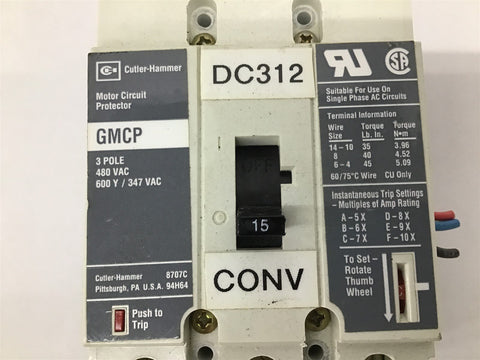 Cutler-Hammer
Motor Circuit
Protector
GMCP
3 POLE
480 VAC
600 Y / 347 VAC
Cutler-Hammer 8707C
Pittsburgh, PA U.S.A. 94H64
Push to
Trip
DC312
OFF
15
CONV
Suitable For Use On
Single Phase AC Circuits
Terminal Information
Wire Torque Torque
Size Lb. In. N•m
14 - 10 35 3.96
8 40 4.52
6 - 4 45 5.09
60/75°C Wire CU Only
Instantaneous Trip Settings
- Multiples of Amp Rating
A - 5 X D - 8 X
B - 6 X E - 9 X
C - 7 X F - 10 X
To Set -
Rotate
Thumb
Wheel